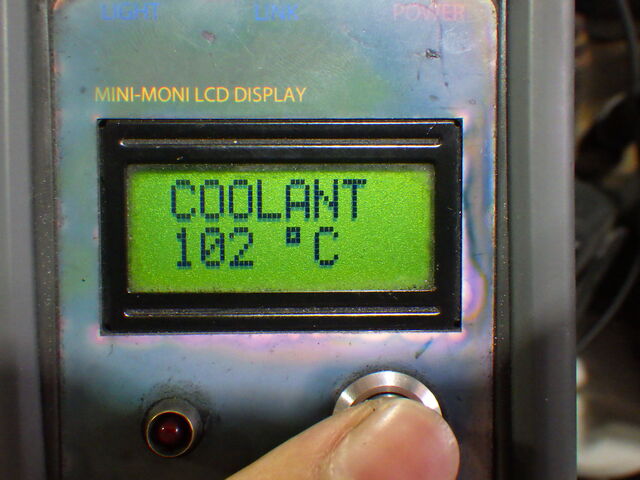 LIGHT LINK POWER
MINI-MONI LCD DISPLAY
COOLANT
102 °C